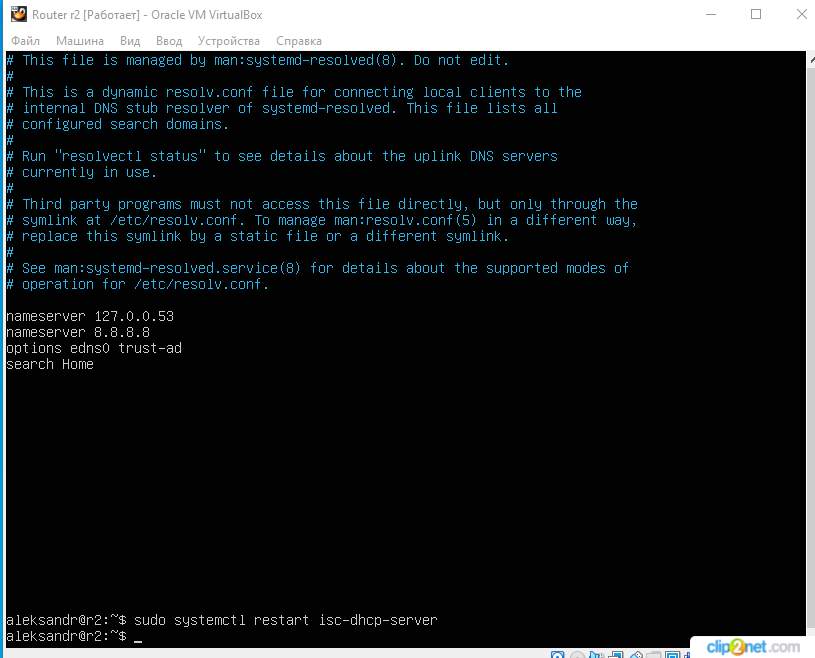 Router r2 [Работает] - Oracle VM VirtualBox
Файл Машина Вид Ввод Устройства Справка
# This file is managed by man:systemd-resolved(8). Do not edit.
#
# This is a dynamic resolv.conf file for connecting local clients to the
# internal DNS stub resolver of systemd-resolved. This file lists all
# configured search domains.
#
# Run "resolvectl status" to see details about the uplink DNS servers
# currently in use.
#
# Third party programs must not access this file directly, but only through the
# symlink at /etc/resolv.conf. To manage man:resolv.conf(5) in a different way,
# replace this symlink by a static file or a different symlink.
#
# See man:systemd-resolved.service(8) for details about the supported modes of
# operation for /etc/resolv.conf.
nameserver 127.0.0.53
nameserver 8.8.8.8
options edns0 trust-ad
search Home
aleksandr@r2:~$ sudo systemctl restart isc-dhcp-server
aleksandr@r2:~$ _
clip2net.com